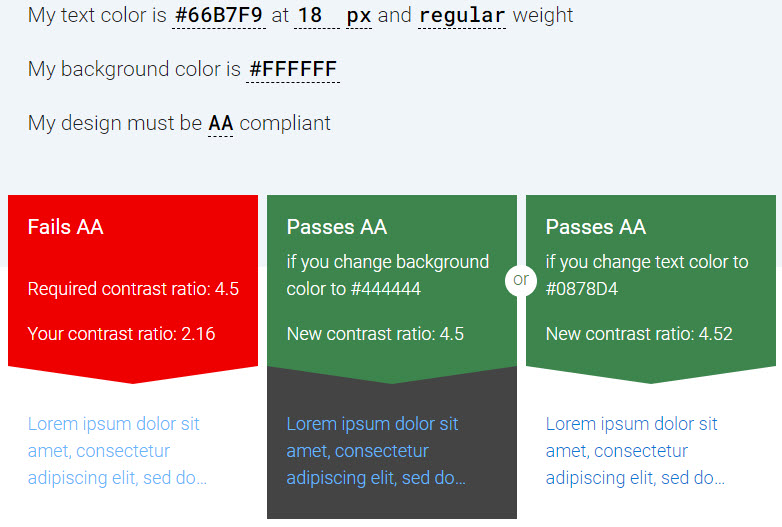 My text color is #66B7F9 at 18 px and regular weight
My background color is #FFFFFF
My design must be AA compliant
Fails AA
Required contrast ratio: 4.5
Your contrast ratio: 2.16
Passes AA
if you change background
color to #444444
New contrast ratio: 4.5
or
Passes AA
if you change text color to
#0878D4
New contrast ratio: 4.52
Lorem ipsum dolor sit
amet, consectetur
adipiscing elit, sed do...
Lorem ipsum dolor sit
amet, consectetur
adipiscing elit, sed do...
Lorem ipsum dolor sit
amet, consectetur
adipiscing elit, sed do...